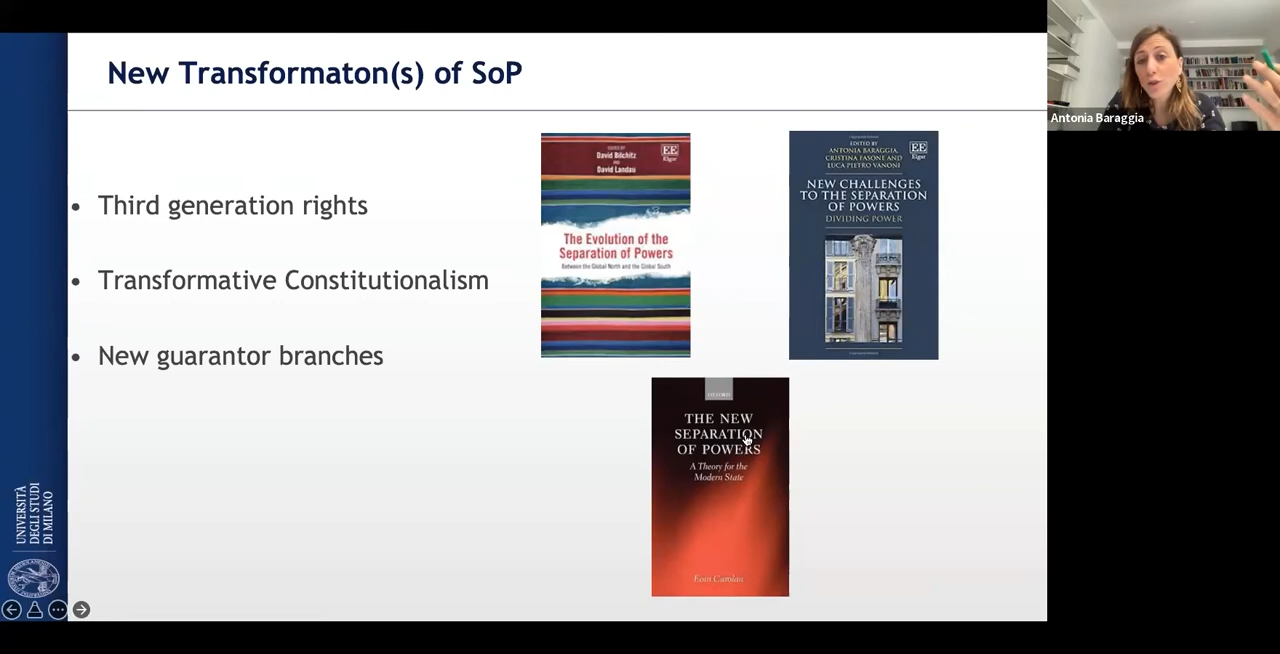 New Transformaton(s) of SoP
• Third generation rights
• Transformative Constitutionalism
• New guarantor branches
EDITED BY
David Bilchitz
AND
David Landau
EE
Elgar
The Evolution of the
Separation of Powers
Between the Global North and the Global South
EDITED BY
ANTONIA BARAGGIA,
CRISTINA FASONE AND
LUCA PIETRO VANONI
EE
Elgar
NEW CHALLENGES
TO THE SEPARATION
OF POWERS
DIVIDING POWER
OXFORD
THE NEW
SEPARATION
OF POWERS
A Theory for the
Modern State
Eoin Carolan
UNIVERSITÀ
DEGLI STUDI
DI MILANO
Antonia Baraggia